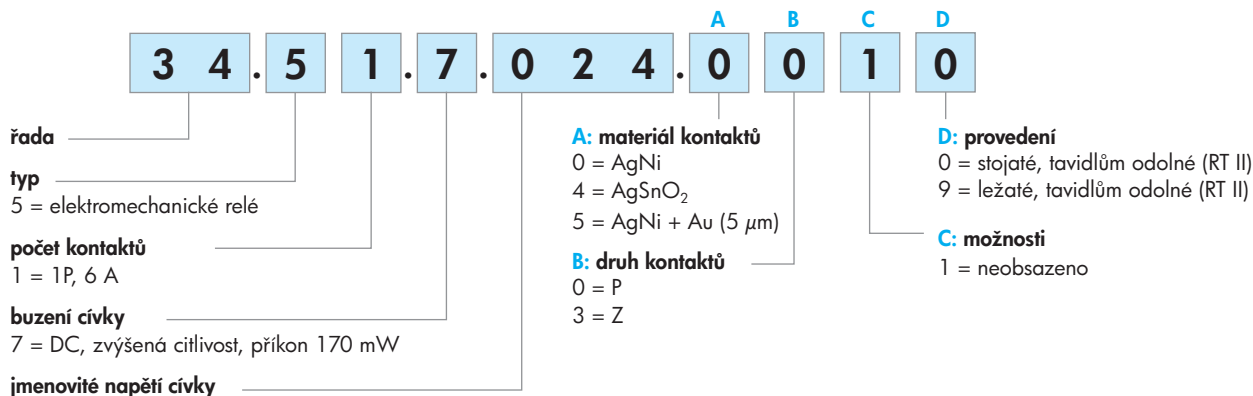 A B C D
3 4 . 5 1 . 7 . 0 2 4 . 0 0 1 0
řada
typ
5 = elektromechanické relé
počet kontaktů
1 = 1P, 6 A
buzení cívky
7 = DC, zvýšená citlivost, příkon 170 mW
jmenovité napětí cívky
A: materiál kontaktů
0 = AgNi
4 = AgSnO₂
5 = AgNi + Au (5 µm)
B: druh kontaktů
0 = P
3 = Z
D: provedení
0 = stojaté, tavidlům odolné (RT II)
9 = ležaté, tavidlům odolné (RT II)
C: možnosti
1 = neobsazeno